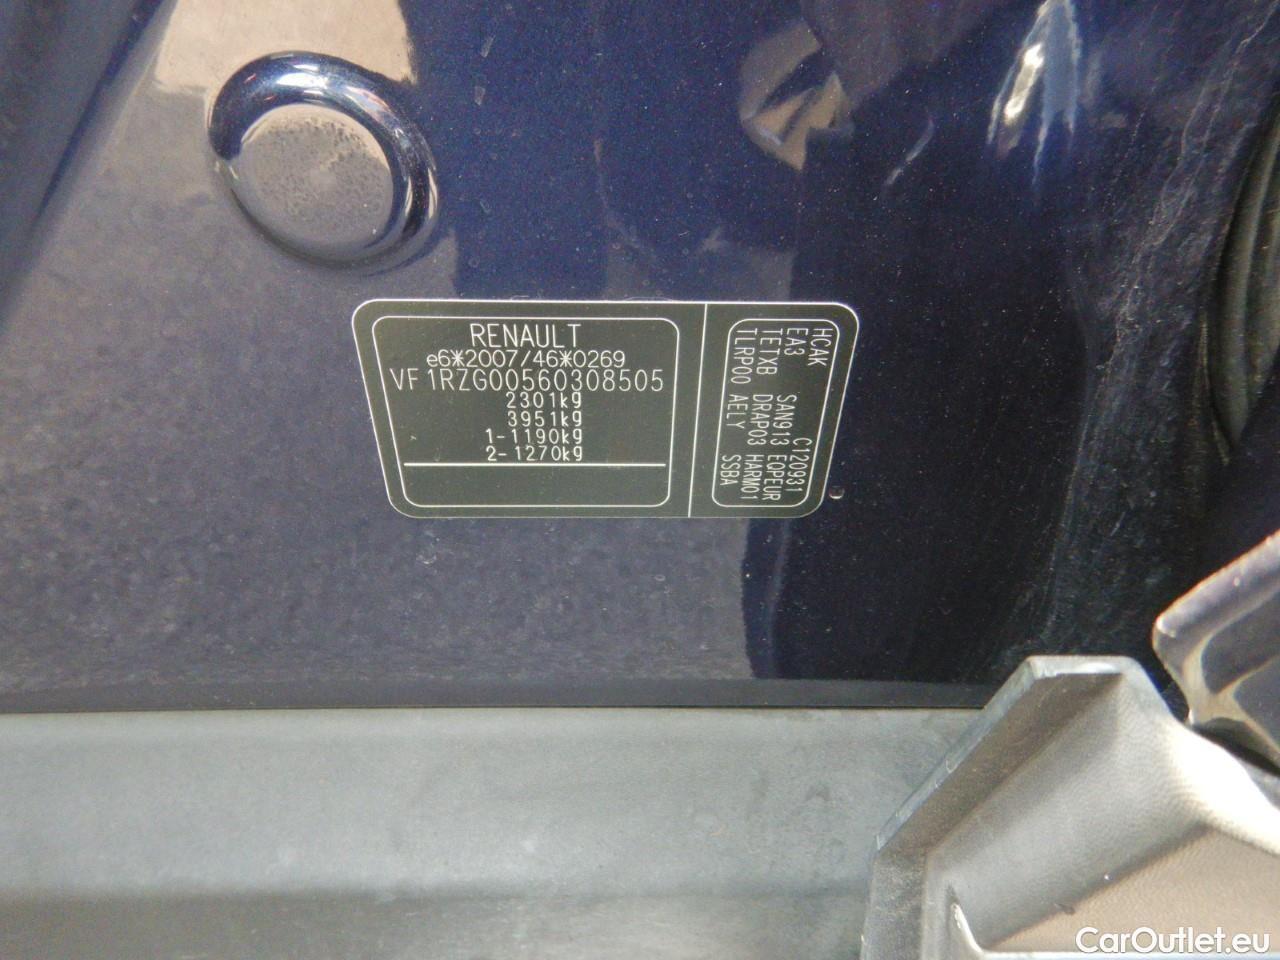 RENAULT
e6*2007/46*0269
VF1RZG00560308505
2301kg
3951kg
1-1190kg
2-1270kg
HCAK C120931
EA3 SAN913 EQPEUR
TETXB DRAP03 HARM01
TLRP00 AELY SSBA
CarOutlet.eu